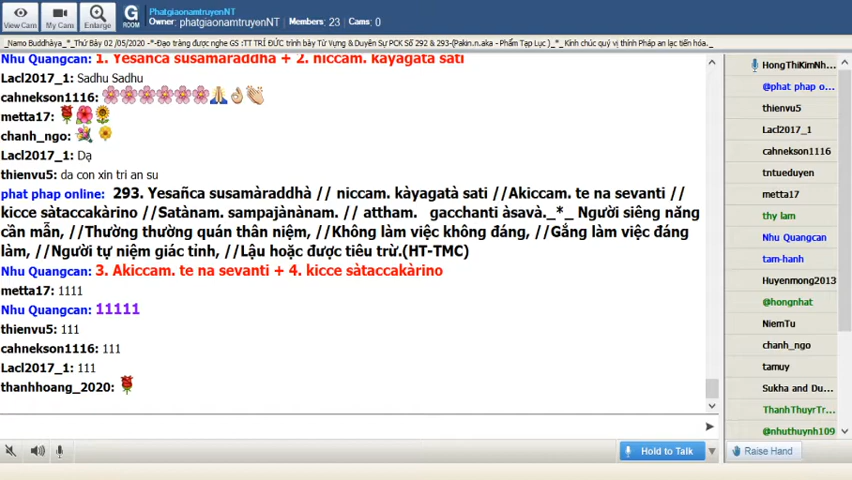 View Cam
My Cam
Enlarge
G
ROOM
PhatgiaonamtruyenNT
Owner: phatgiaonamtruyenNT Members: 23 Cams: 0
_Namo Buddhàya_*_Thứ Bảy 02 /05/2020 -*-Đạo tràng được nghe GS :TT TRÍ ĐỨC trình bày Từ Vựng & Duyên Sự PCK Số 292 & 293-(Pakin.n.aka - Phẩm Tạp Lục )_*_ Kính chúc quý vị thính Pháp an lạc tiến hóa._
Nhu Quangcan: 1. Yesañca susamàraddhà + 2. niccam. kàyagatà sati
Lacl2017_1: Sadhu Sadhu
cahnekson1116:
metta17:
chanh_ngo:
Lacl2017_1: Dạ
thienvu5: da con xin tri an su
phat phap online: 293. Yesañca susamàraddhà // niccam. kàyagatà sati //Akiccam. te na sevanti //
kicce sàtaccakàrino //Satànam. sampajànànam. // attham. gacchanti àsavà._*_ Người siêng năng
cần mẫn, //Thường thường quán thân niệm, //Không làm việc không đáng, //Gắng làm việc đáng
làm, //Người tự niệm giác tỉnh, //Lậu hoặc được tiêu trừ.(HT-TMC)
Nhu Quangcan: 3. Akiccam. te na sevanti + 4. kicce sàtaccakàrino
metta17: 1111
Nhu Quangcan: 11111
thienvu5: 111
cahnekson1116: 111
Lacl2017_1: 111
thanhhoang_2020:
Hold to Talk
HongThiKimNh...
@phat phap o...
thienvu5
Lacl2017_1
cahnekson1116
tntueduyen
metta17
thy lam
Nhu Quangcan
tam-hanh
Huyenmong2013
@hongnhat
NiemTu
chanh_ngo
tamuy
Sukha and Du...
ThanhThuyrTr...
@nhuthuynh109
Raise Hand